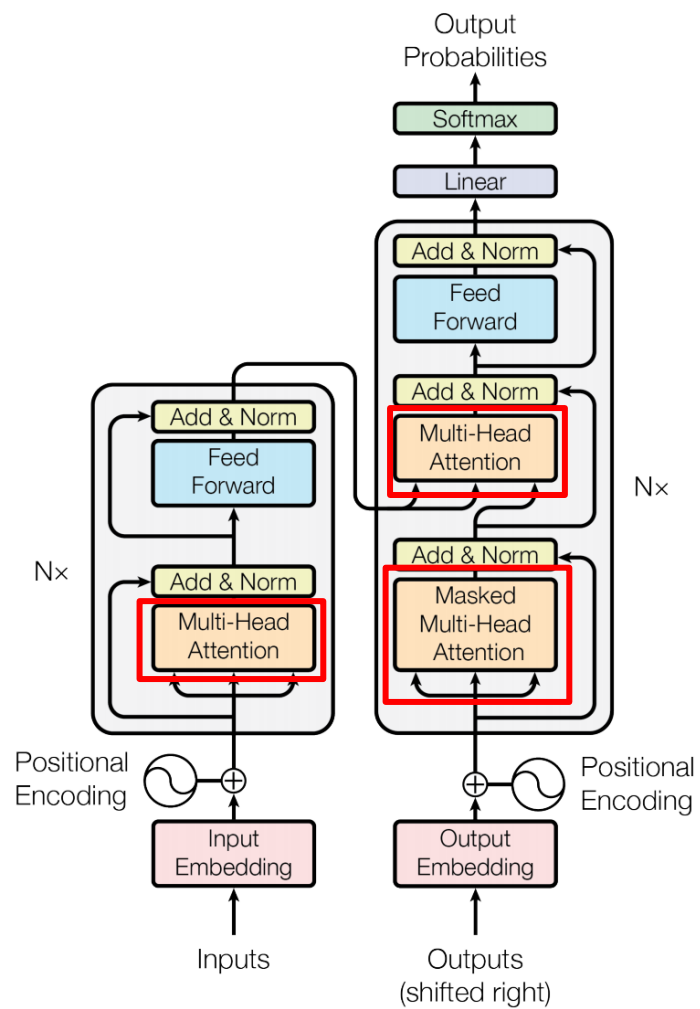 Output
Probabilities
Softmax
Linear
Add & Norm
Feed
Forward
Add & Norm
Multi-Head
Attention
Add & Norm
Masked
Multi-Head
Attention
Nx
Positional
Encoding
Output
Embedding
Outputs
(shifted right)
Add & Norm
Feed
Forward
Add & Norm
Multi-Head
Attention
N×
Positional
Encoding
Input
Embedding
Inputs